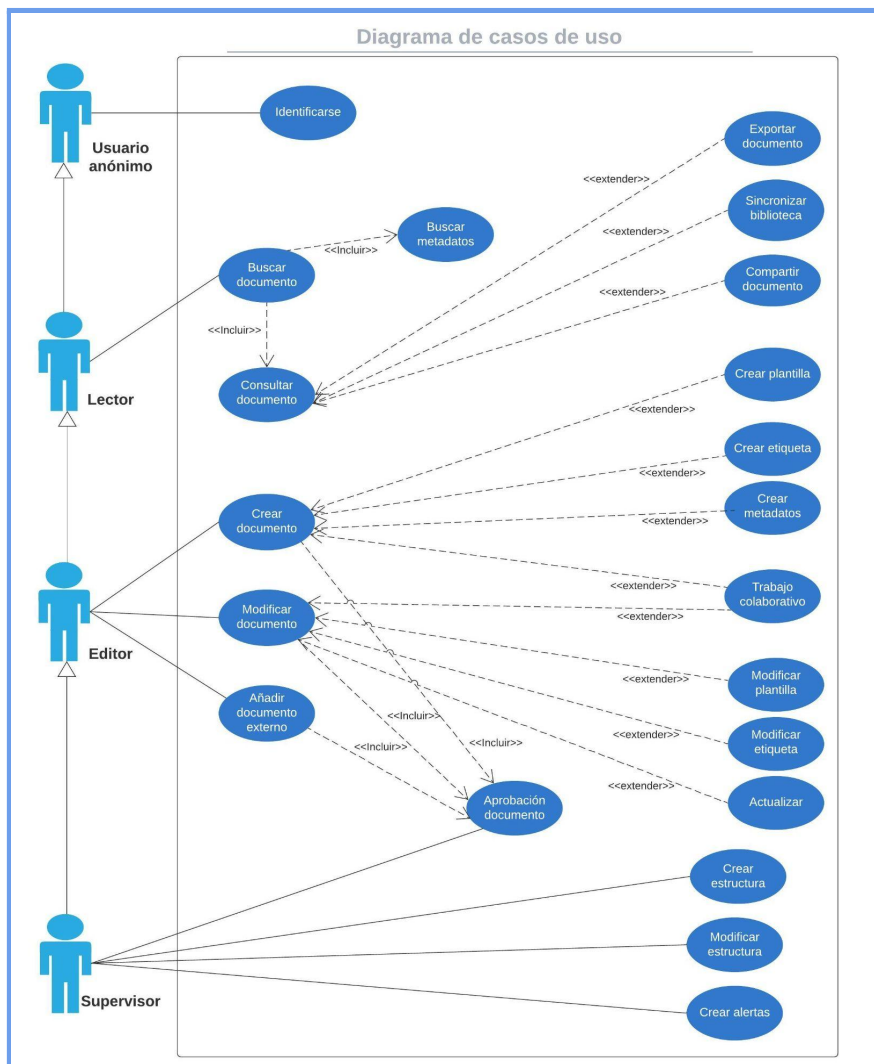 Diagrama de casos de uso
Usuario
anónimo
Identificarse
Exportar
documento
<<extender>>
Sincronizar
biblioteca
<<extender>>
Buscar
metadatos
<<Incluir>>
Buscar
documento
Compartir
documento
<<extender>>
<<Incluir>>
Lector
Consultar
documento
Crear plantilla
<<extender>>
Crear etiqueta
<<extender>>
Crear
metadatos
<<extender>>
Crear
documento
Trabajo
colaborativo
<<extender>>
<<extender>>
Modificar
documento
Editor
Modificar
plantilla
<<extender>>
Añadir
documento
externo
<<Incluir>>
Modificar
etiqueta
<<extender>>
<<Incluir>>
<<Incluir>>
Actualizar
<<extender>>
Aprobación
documento
Crear
estructura
Modificar
estructura
Supervisor
Crear alertas